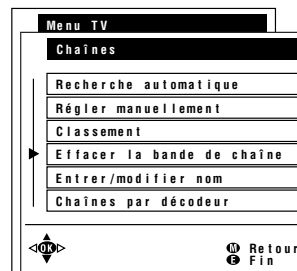 Menu TV
Chaînes
Recherche automatique
Régler manuellement
Classement
Effacer la bande de chaîne
Entrer/modifier nom
Chaînes par décodeur
OK
M Retour
E Fin